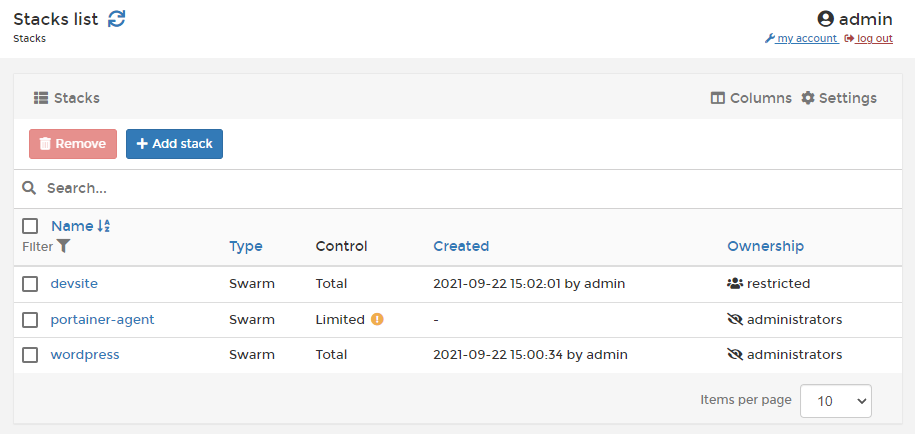 Stacks list admin
Stacks my account log out
Stacks Columns Settings
Remove Add stack
Search...
Name
Filter Type Control Created Ownership
devsite Swarm Total 2021-09-22 15:02:01 by admin restricted
portainer-agent Swarm Limited - administrators
wordpress Swarm Total 2021-09-22 15:00:34 by admin administrators
Items per page 10